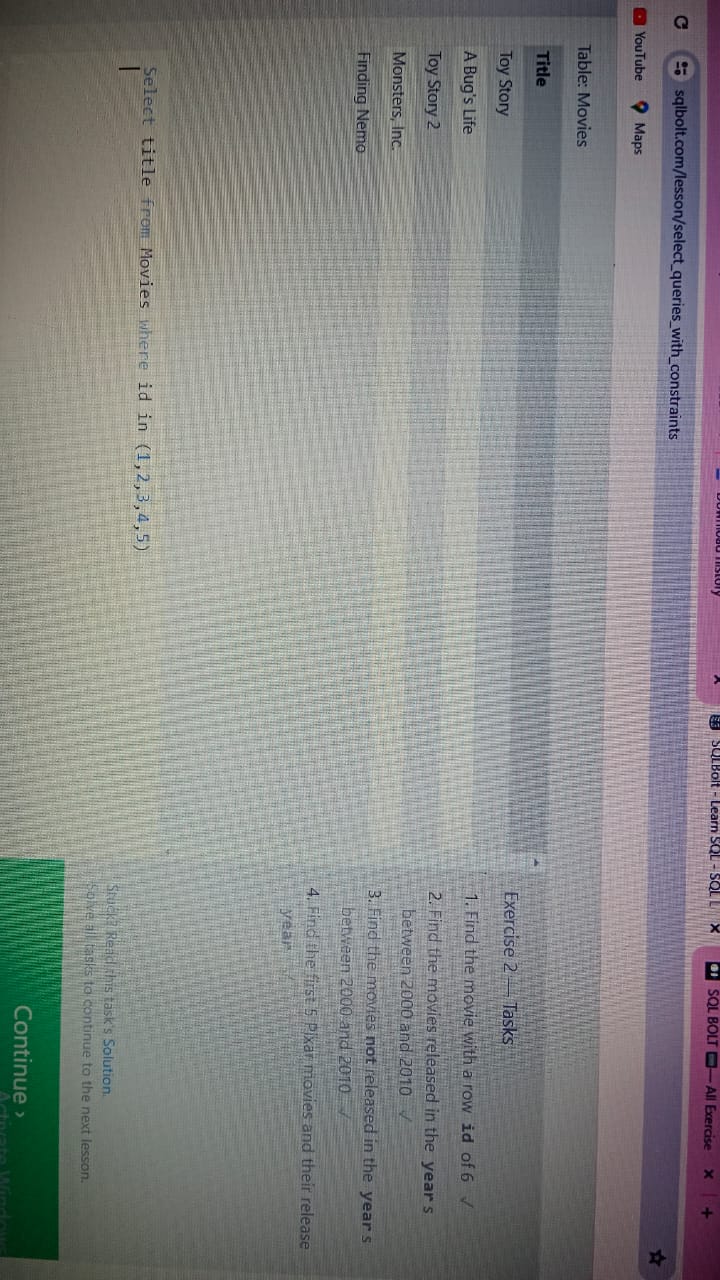 SQLBolt - Learn SQL - SQL L
SQL BOLT
All Exercise
sqlbolt.com/lesson/select_queries_with_constraints
YouTube
Maps
Table: Movies
Title
Toy Story
A Bug's Life
Toy Story 2
Monsters, Inc.
Finding Nemo
Select title from Movies where id in (1,2,3,4,5)
Exercise 2 — Tasks
1. Find the movie with a row id of 6 ✓
2. Find the movies released in the year s
between 2000 and 2010 ✓
3. Find the movies not released in the year s
between 2000 and 2010 ✓
4. Find the first 5 Pixar movies and their release
year
Stuck? Read this task's Solution.
Solve all tasks to continue to the next lesson.
Continue ›
Activate Windows